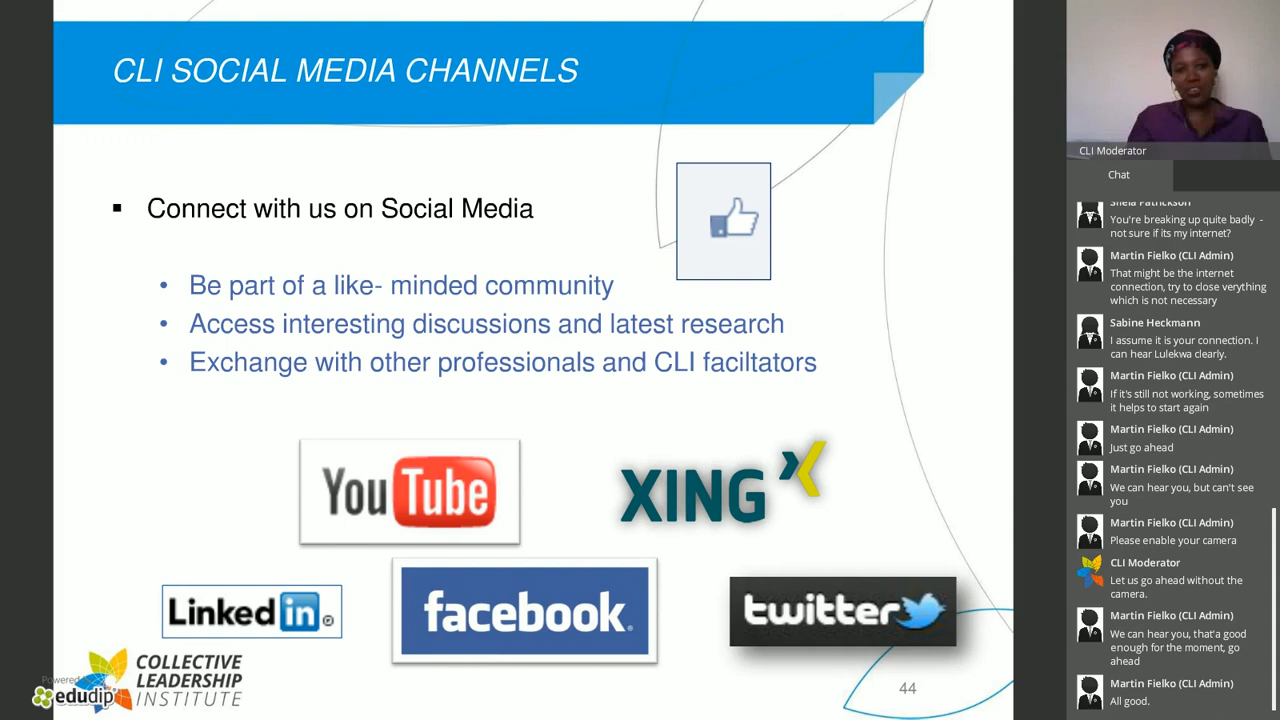 CLI SOCIAL MEDIA CHANNELS
▪ Connect with us on Social Media
• Be part of a like- minded community
• Access interesting discussions and latest research
• Exchange with other professionals and CLI faciltators
YouTube
XING
Linked in®
facebook®
twitter
COLLECTIVE
LEADERSHIP
INSTITUTE
Powered
edudip
44
CLI Moderator
Chat
You're breaking up quite badly -
not sure if its my internet?
Martin Fielko (CLI Admin)
That might be the internet
connection, try to close verything
which is not necessary
Sabine Heckmann
I assume it is your connection. I
can hear Lulekwa clearly.
Martin Fielko (CLI Admin)
If it's still not working, sometimes
it helps to start again
Martin Fielko (CLI Admin)
Just go ahead
Martin Fielko (CLI Admin)
We can hear you, but can't see
you
Martin Fielko (CLI Admin)
Please enable your camera
CLI Moderator
Let us go ahead without the
camera.
Martin Fielko (CLI Admin)
We can hear you, that'a good
enough for the moment, go
ahead
Martin Fielko (CLI Admin)
All good.